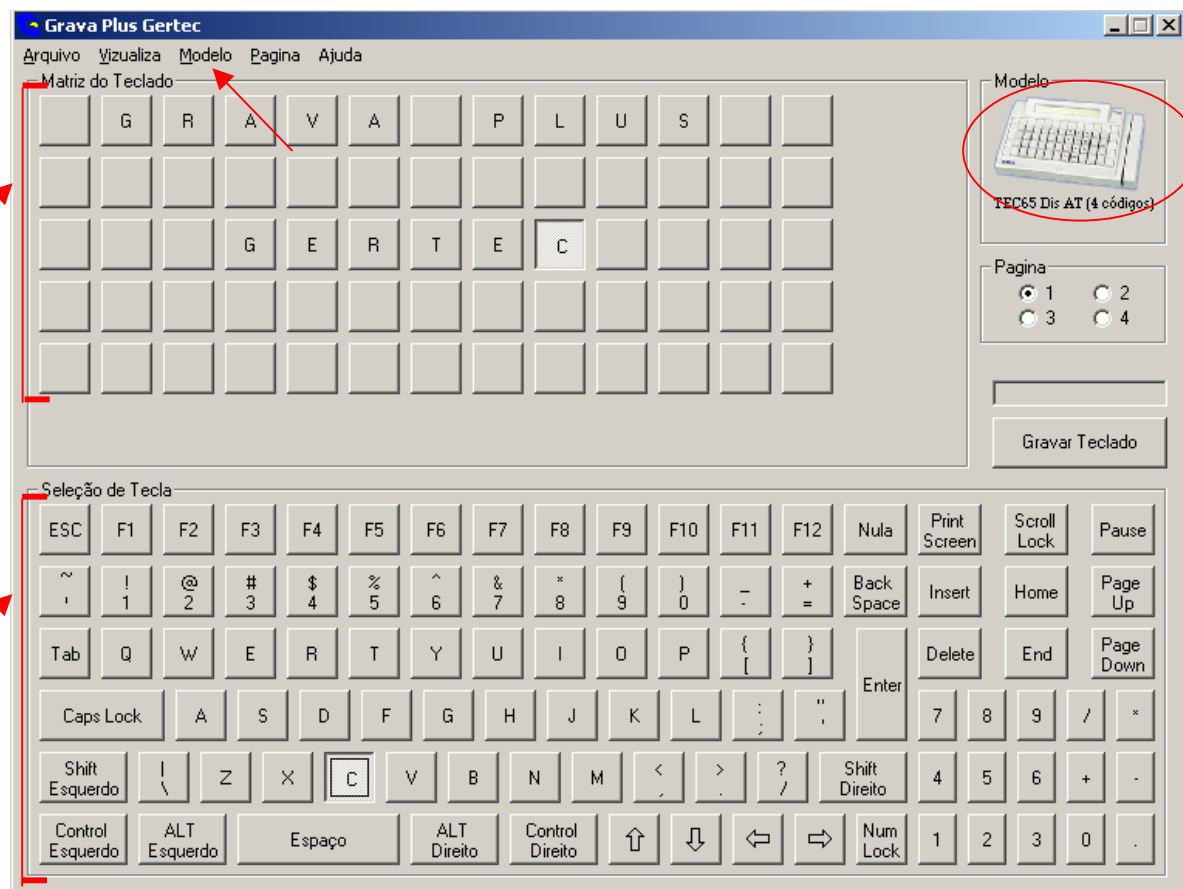 Grava Plus Gertec
Arquivo Vizualiza Modelo Pagina Ajuda
Matriz do Teclado
G R A V A P L U S
G E R T E C
Modelo
TEC65 Dis AT (4 códigos)
Pagina
1 2
3 4
Gravar Teclado
Seleção de Tecla
ESC F1 F2 F3 F4 F5 F6 F7 F8 F9 F10 F11 F12 Nula Print Screen Scroll Lock Pause
~ ! @ # $ % ^ & * ( ) _ + Back Space Insert Home Page Up
' 1 2 3 4 5 6 7 8 9 0 - =
Tab Q W E R T Y U I O P { } Enter Delete End Page Down
[ ]
Caps Lock A S D F G H J K L : " 7 8 9 / *
; '
Shift Esquerdo | Z X C V B N M < > ? Shift Direito 4 5 6 + -
\ , . /
Control Esquerdo ALT Esquerdo Espaço ALT Direito Control Direito ⇧ ⇩ ⇦ ⇨ Num Lock 1 2 3 0 .